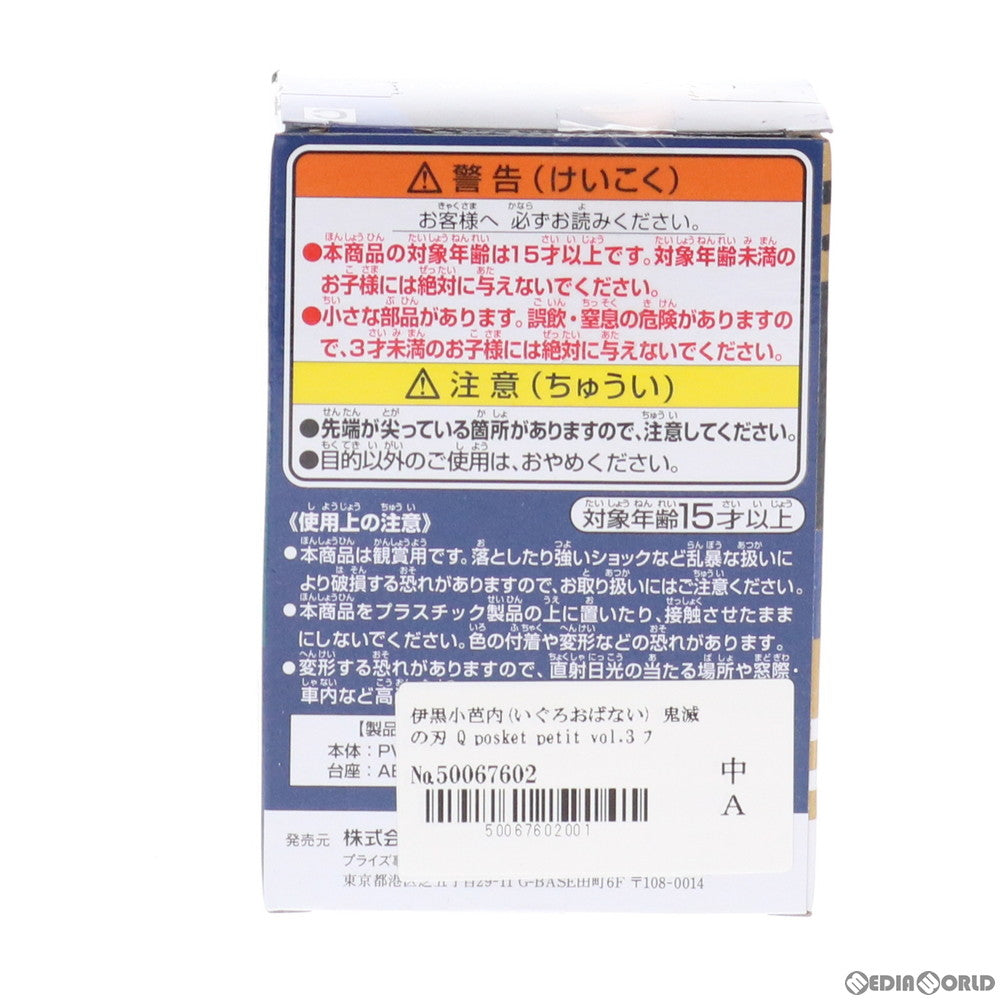 警告(けいこく)
お客様へ 必ずお読みください。
●本商品の対象年齢は15才以上です。対象年齢未満の
お子様には絶対に与えないでください。
●小さな部品があります。誤飲・窒息の危険がありますの
で、3才未満のお子様には絶対に与えないでください。
注意(ちゅうい)
●先端が尖っている箇所がありますので、注意してください。
●目的以外のご使用は、おやめください。
《使用上の注意》
対象年齢15才以上
●本商品は観賞用です。落としたり強いショックなど乱暴な扱いに
より破損する恐れがありますので、お取り扱いにはご注意ください。
●本商品をプラスチック製品の上に置いたり、接触させたまま
にしないでください。色の付着や変形などの恐れがあります。
●変形する恐れがありますので、直射日光の当たる場所や窓際・
車内など高
【製品
本体:PV
台座:AB
伊黒小芭内(いぐろおばない) 鬼滅
の刃 Q posket petit vol.3 フ
No.50067602
中
A
50067602001
発売元 株式会
プライズ
東京都港区芝五丁目29-11 G-BASE田町6F 〒108-0014
MEDIAWORLD